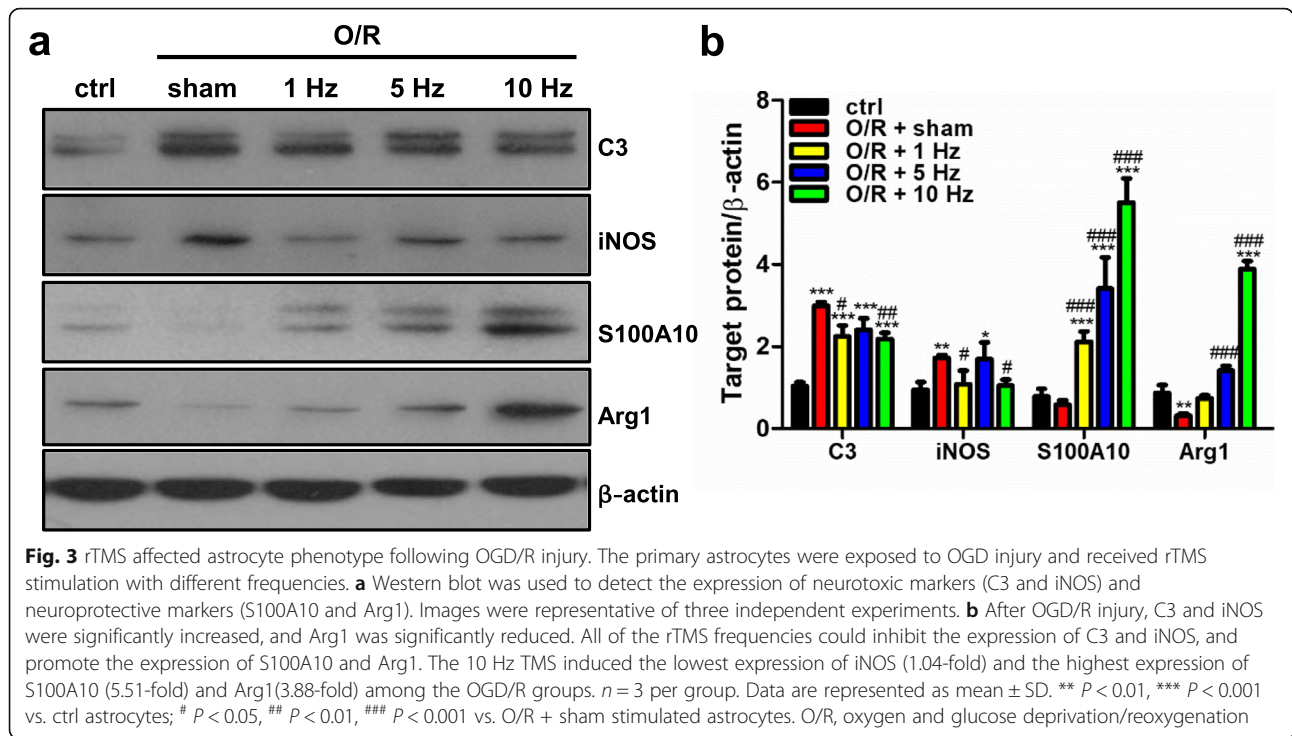 a
O/R
ctrl sham 1 Hz 5 Hz 10 Hz
C3
iNOS
S100A10
Arg1
β-actin
b
Target protein/β-actin
8
6
4
2
0
ctrl
O/R + sham
O/R + 1 Hz
O/R + 5 Hz
O/R + 10 Hz
*** # *** *** ## ***
** # * #
### *** ### *** ### ***
** ### ### ***
C3 iNOS S100A10 Arg1
Fig. 3 rTMS affected astrocyte phenotype following OGD/R injury. The primary astrocytes were exposed to OGD injury and received rTMS
stimulation with different frequencies. a Western blot was used to detect the expression of neurotoxic markers (C3 and iNOS) and
neuroprotective markers (S100A10 and Arg1). Images were representative of three independent experiments. b After OGD/R injury, C3 and iNOS
were significantly increased, and Arg1 was significantly reduced. All of the rTMS frequencies could inhibit the expression of C3 and iNOS, and
promote the expression of S100A10 and Arg1. The 10 Hz TMS induced the lowest expression of iNOS (1.04-fold) and the highest expression of
S100A10 (5.51-fold) and Arg1(3.88-fold) among the OGD/R groups. n = 3 per group. Data are represented as mean ± SD. ** P < 0.01, *** P < 0.001
vs. ctrl astrocytes; # P < 0.05, ## P < 0.01, ### P < 0.001 vs. O/R + sham stimulated astrocytes. O/R, oxygen and glucose deprivation/reoxygenation